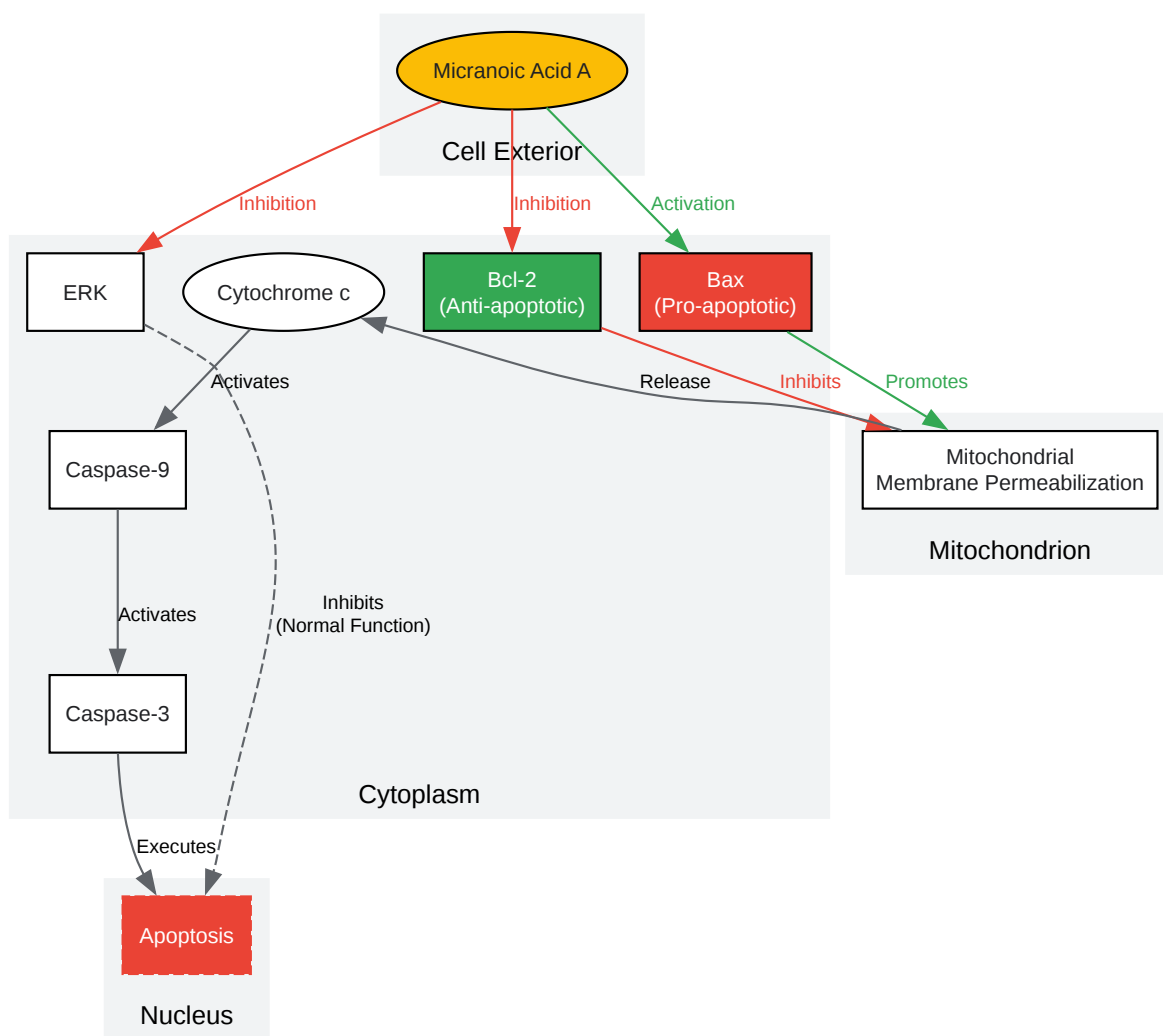 Micranoic Acid A
Cell Exterior
Inhibition
Inhibition
Activation
ERK
Cytochrome c
Bcl-2
(Anti-apoptotic)
Bax
(Pro-apoptotic)
Activates
Release
Inhibits
Promotes
Caspase-9
Mitochondrial
Membrane Permeabilization
Mitochondrion
Activates
Inhibits
(Normal Function)
Caspase-3
Cytoplasm
Executes
Apoptosis
Nucleus